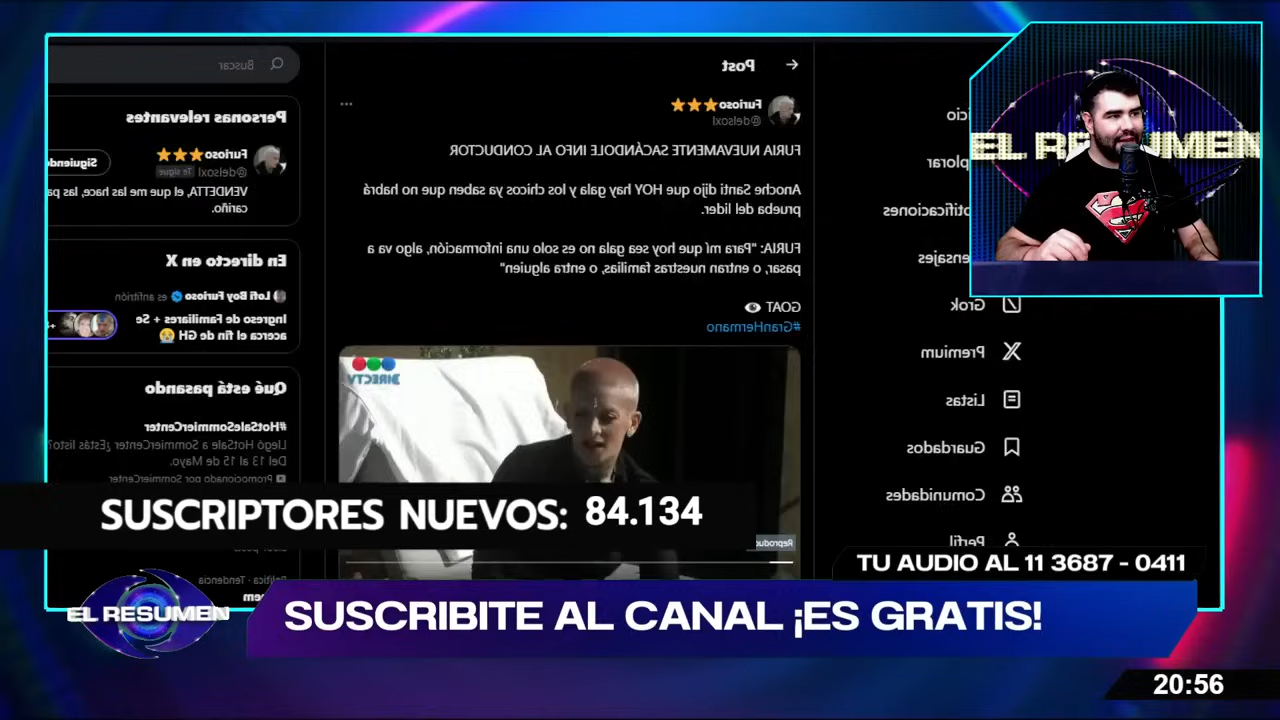 Buscar
Personas relevantes
Furioso⭐⭐⭐
@delsoxl Te sigue
Siguiendo
VENDETTA, el que me las hace, las
cariño.
En directo en X
Lofi Boy Furioso es anfitrión
Ingreso de Familiares + Se
acerca el fin de GH 😭
Qué está pasando
#HotSaleSommierCenter
Llegó HotSale a SommierCenter ¿Estás listo?
Del 13 al 15 de Mayo.
Promocionado por SommierCenter
Política · Tendencia
Post
Furioso⭐⭐⭐
@delsoxl
FURIA NUEVAMENTE SACÁNDOLE INFO AL CONDUCTOR
Anoche Santi dijo que HOY hay gala y los chicos ya saben que no habrá
prueba del lider.
FURIA: "Para mí que hoy sea gala no es solo una información, algo va a
pasar, o entran nuestras familias, o entra alguien"
GOAT 👁
#GranHermano
DIRECTV
Grok
Premium
Listas
Guardados
Comunidades
Perfil
EL RESUMEN
SUSCRIPTORES NUEVOS: 84.134
TU AUDIO AL 11 3687 - 0411
EL RESUMEN
SUSCRIBITE AL CANAL ¡ES GRATIS!
20:56